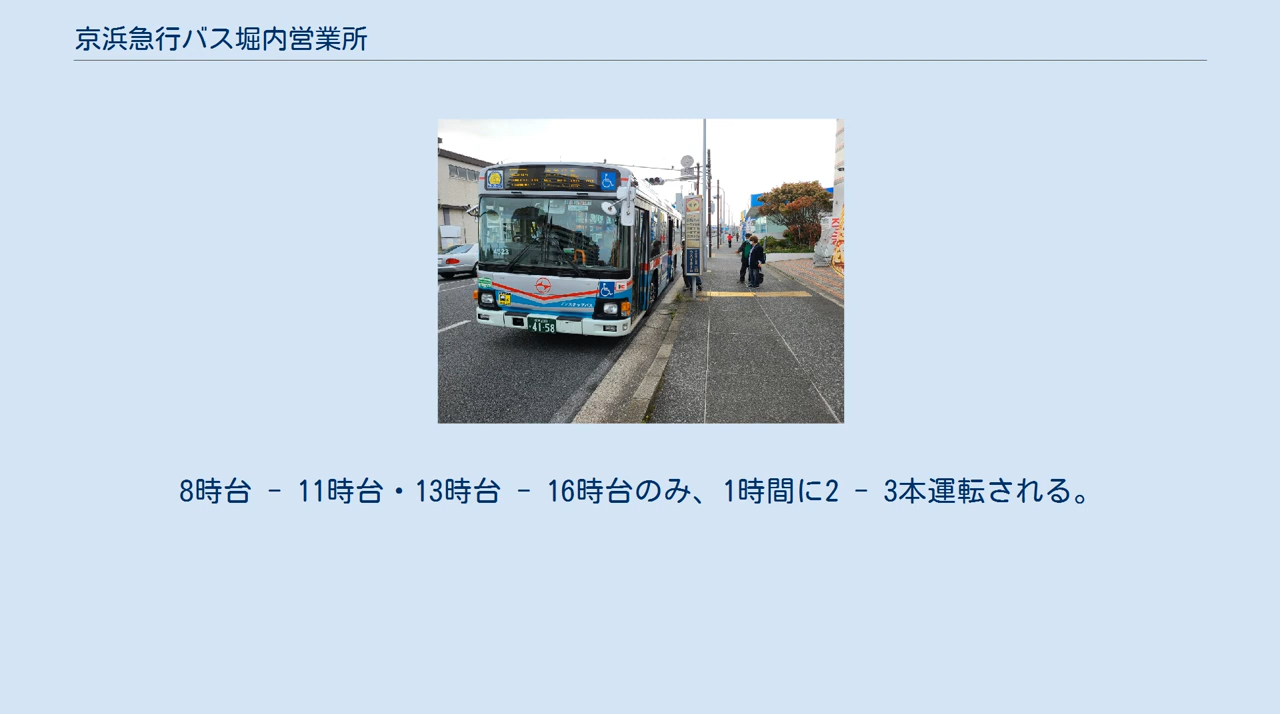 京浜急行バス堀内営業所
41-58
8時台 - 11時台・13時台 - 16時台のみ、1時間に2 - 3本運転される。